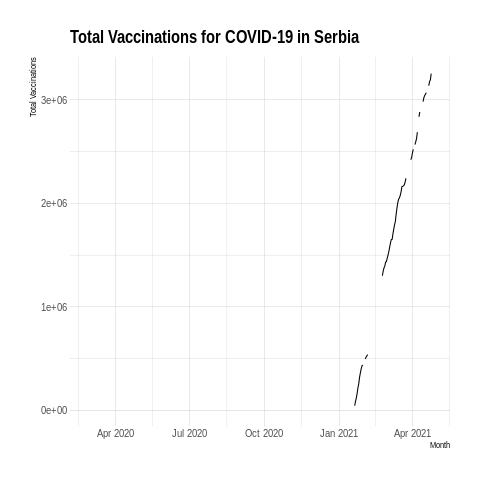 Total Vaccinations for COVID-19 in Serbia
Total Vaccinations
3e+06
2e+06
1e+06
0e+00
Apr 2020 Jul 2020 Oct 2020 Jan 2021 Apr 2021
Month